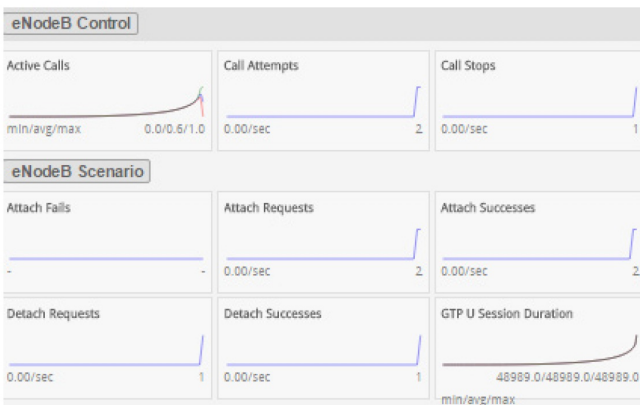 eNodeB Control
Active Calls
min/avg/max 0.0/0.6/1.0
Call Attempts
0.00/sec 2
Call Stops
0.00/sec 1
eNodeB Scenario
Attach Fails
- -
Attach Requests
0.00/sec 2
Attach Successes
0.00/sec 2
Detach Requests
0.00/sec 1
Detach Successes
0.00/sec 1
GTP U Session Duration
48989.0/48989.0/48989.0
min/avg/max